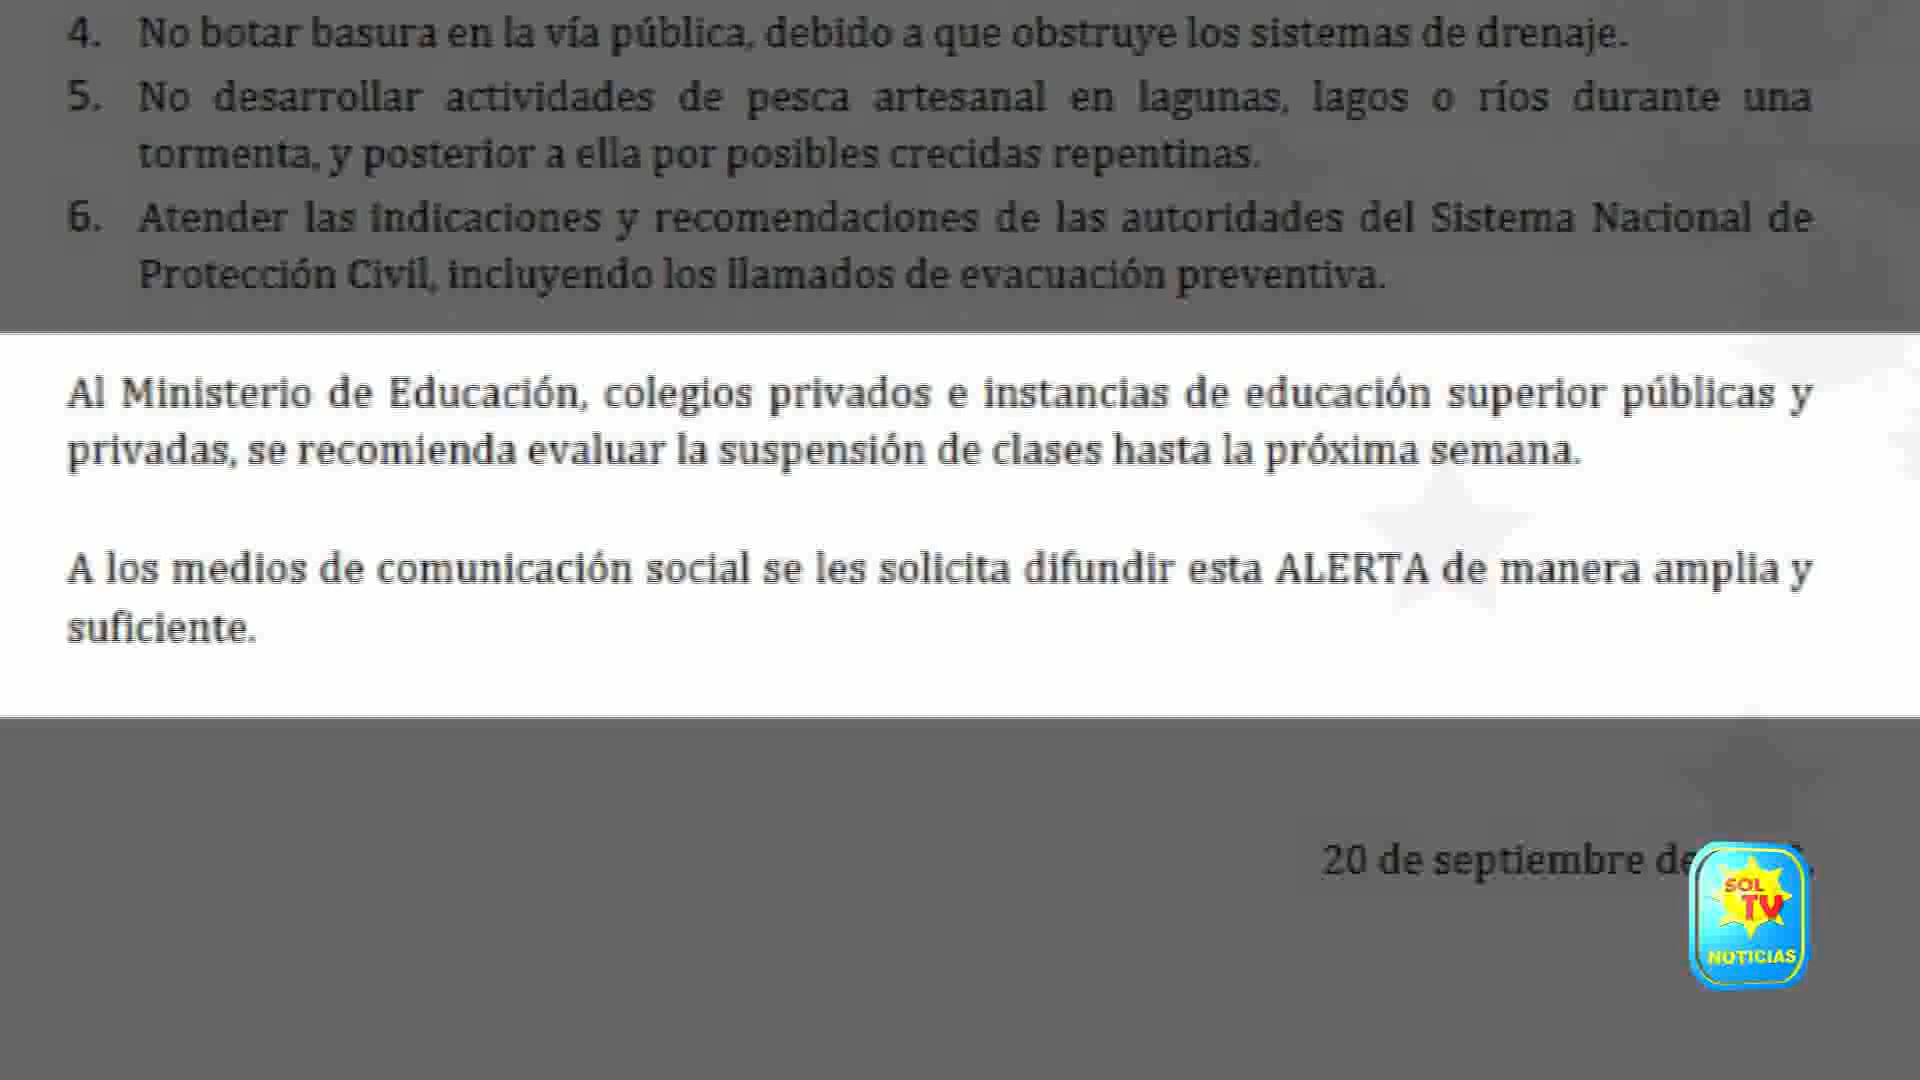 4. No botar basura en la vía pública, debido a que obstruye los sistemas de drenaje.
5. No desarrollar actividades de pesca artesanal en lagunas, lagos o ríos durante una
tormenta, y posterior a ella por posibles crecidas repentinas.
6. Atender las indicaciones y recomendaciones de las autoridades del Sistema Nacional de
Protección Civil, incluyendo los llamados de evacuación preventiva.
Al Ministerio de Educación, colegios privados e instancias de educación superior públicas y
privadas, se recomienda evaluar la suspensión de clases hasta la próxima semana.
A los medios de comunicación social se les solicita difundir esta ALERTA de manera amplia y
suficiente.
20 de septiembre de
SOL
TV
NOTICIAS